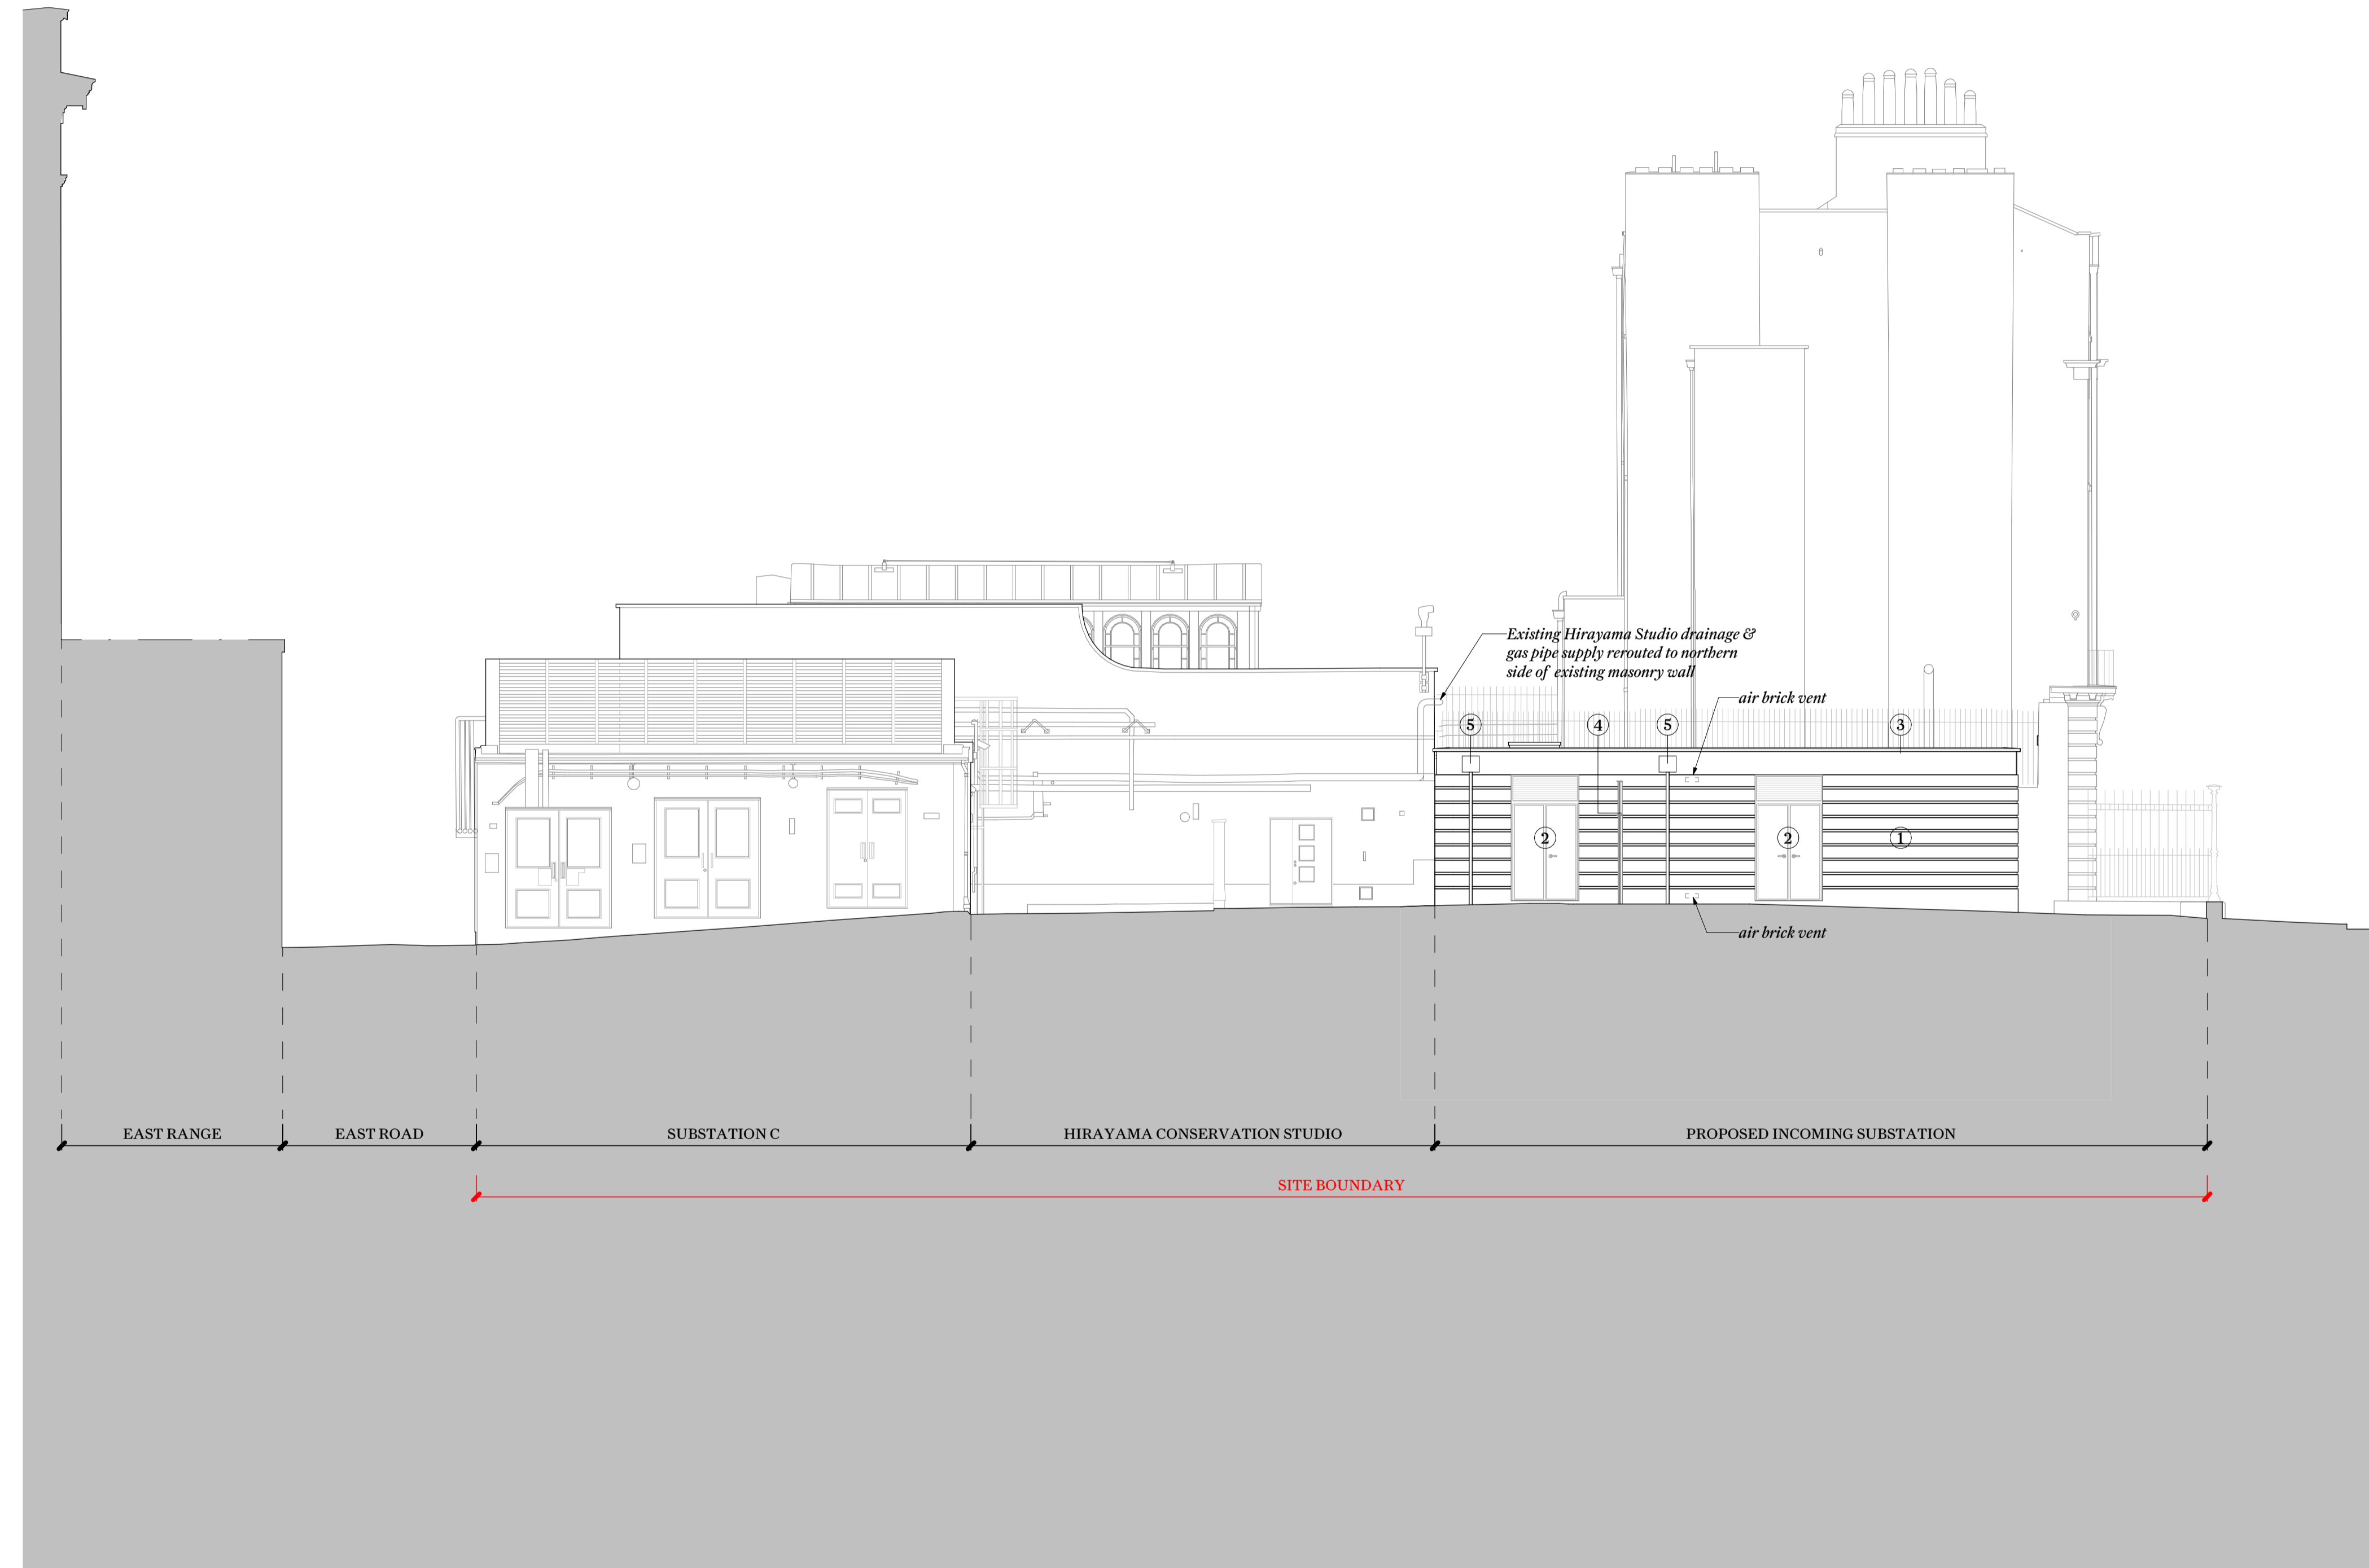 Existing Hirayama Studio drainage &
gas pipe supply rerouted to northern
side of existing masonry wall
air brick vent
5
4
5
3
2
2
1
air brick vent
EAST RANGE
EAST ROAD
SUBSTATION C
HIRAYAMA CONSERVATION STUDIO
PROPOSED INCOMING SUBSTATION
SITE BOUNDARY